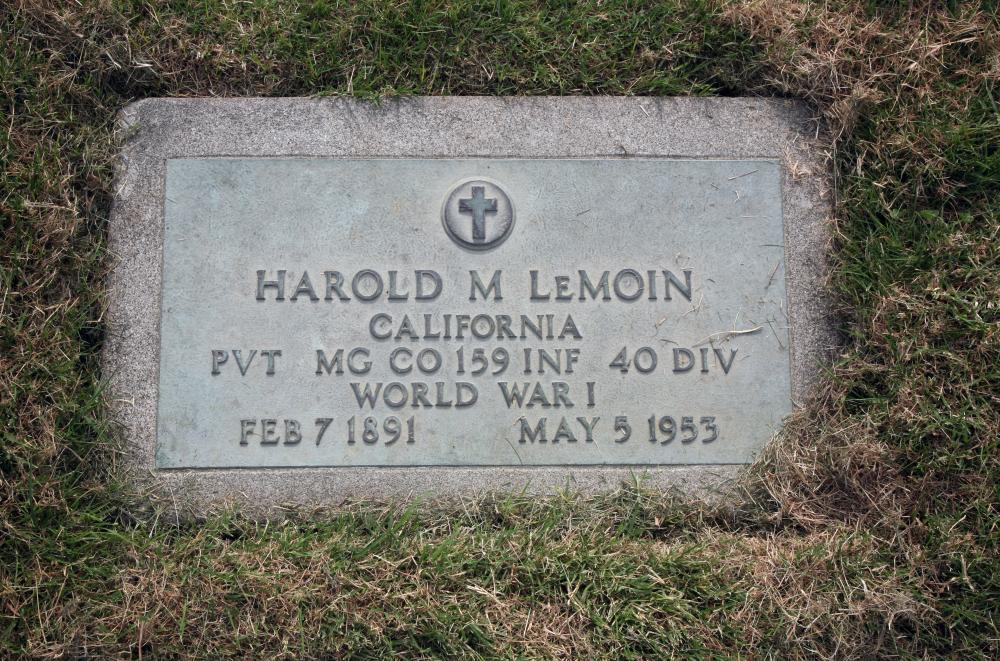 HAROLD M LEMOIN
CALIFORNIA
PVT MG CO 159 INF 40 DIV
WORLD WAR I
FEB 7 1891 MAY 5 1953